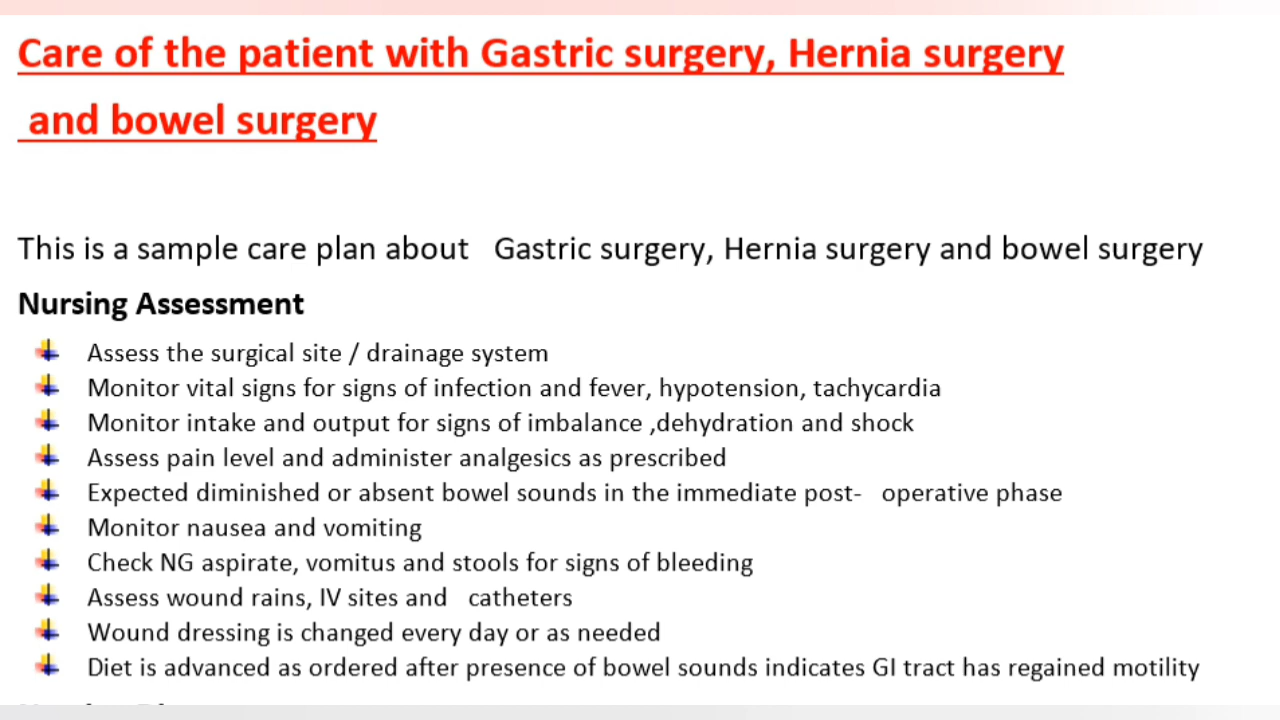 Care of the patient with Gastric surgery, Hernia surgery
and bowel surgery
This is a sample care plan about Gastric surgery, Hernia surgery and bowel surgery
Nursing Assessment
Assess the surgical site / drainage system
Monitor vital signs for signs of infection and fever, hypotension, tachycardia
Monitor intake and output for signs of imbalance ,dehydration and shock
Assess pain level and administer analgesics as prescribed
Expected diminished or absent bowel sounds in the immediate post- operative phase
Monitor nausea and vomiting
Check NG aspirate, vomitus and stools for signs of bleeding
Assess wound rains, IV sites and catheters
Wound dressing is changed every day or as needed
Diet is advanced as ordered after presence of bowel sounds indicates GI tract has regained motility